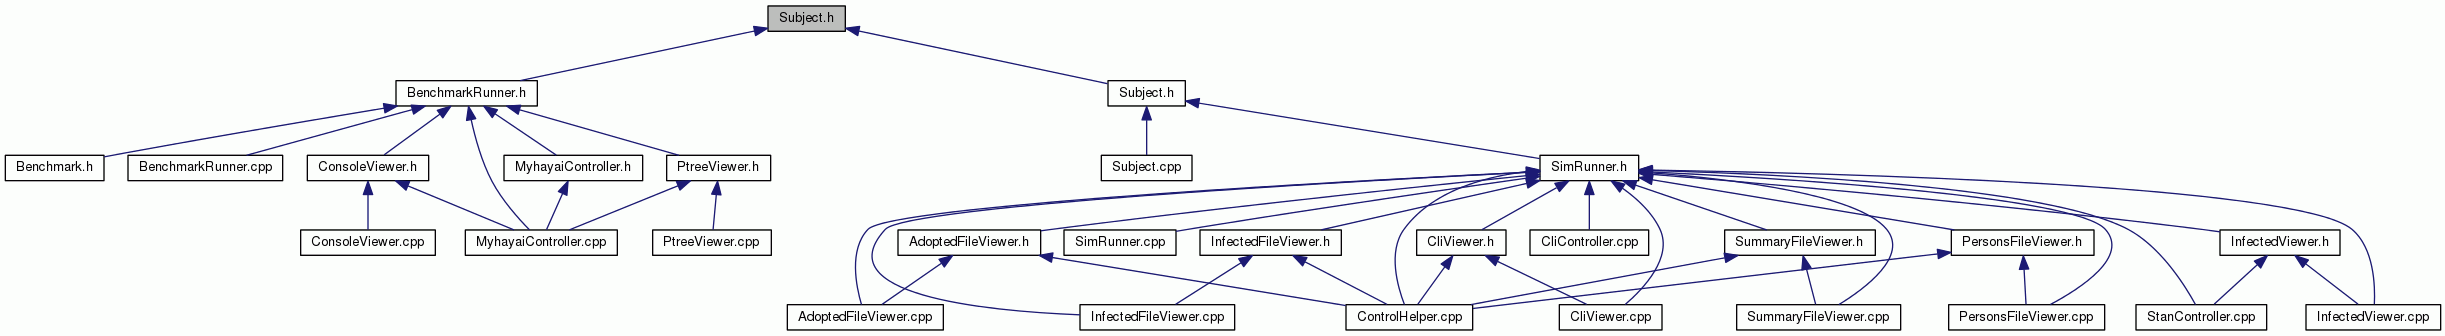 Subject.h
BenchmarkRunner.h
Subject.h
Benchmark.h
BenchmarkRunner.cpp
ConsoleViewer.h
MyhayaiController.h
PtreeViewer.h
Subject.cpp
SimRunner.h
ConsoleViewer.cpp
MyhayaiController.cpp
PtreeViewer.cpp
AdoptedFileViewer.h
SimRunner.cpp
InfectedFileViewer.h
CliViewer.h
CliController.cpp
SummaryFileViewer.h
PersonsFileViewer.h
InfectedViewer.h
AdoptedFileViewer.cpp
InfectedFileViewer.cpp
ControlHelper.cpp
CliViewer.cpp
SummaryFileViewer.cpp
PersonsFileViewer.cpp
StanController.cpp
InfectedViewer.cpp